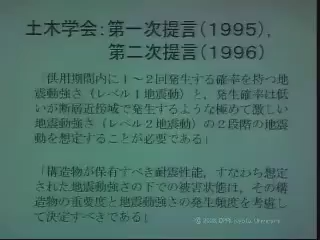 土木学会：第一次提言（1995），
第二次提言（1996）
「供用期間内に１～２回発生する確率を持つ地
震動強さ（レベル１地震動）と，発生確率は低
いが断層近傍域で発生するような極めて激しい
地震動強さ（レベル２地震動）の２段階の地震
動を想定することが必要である」
「構造物が保有すべき耐震性能，すなわち想定
された地震動強さの下での被害状態は，その構
造物の重要度と地震動強さの発生頻度を考慮し
て決定すべきである」